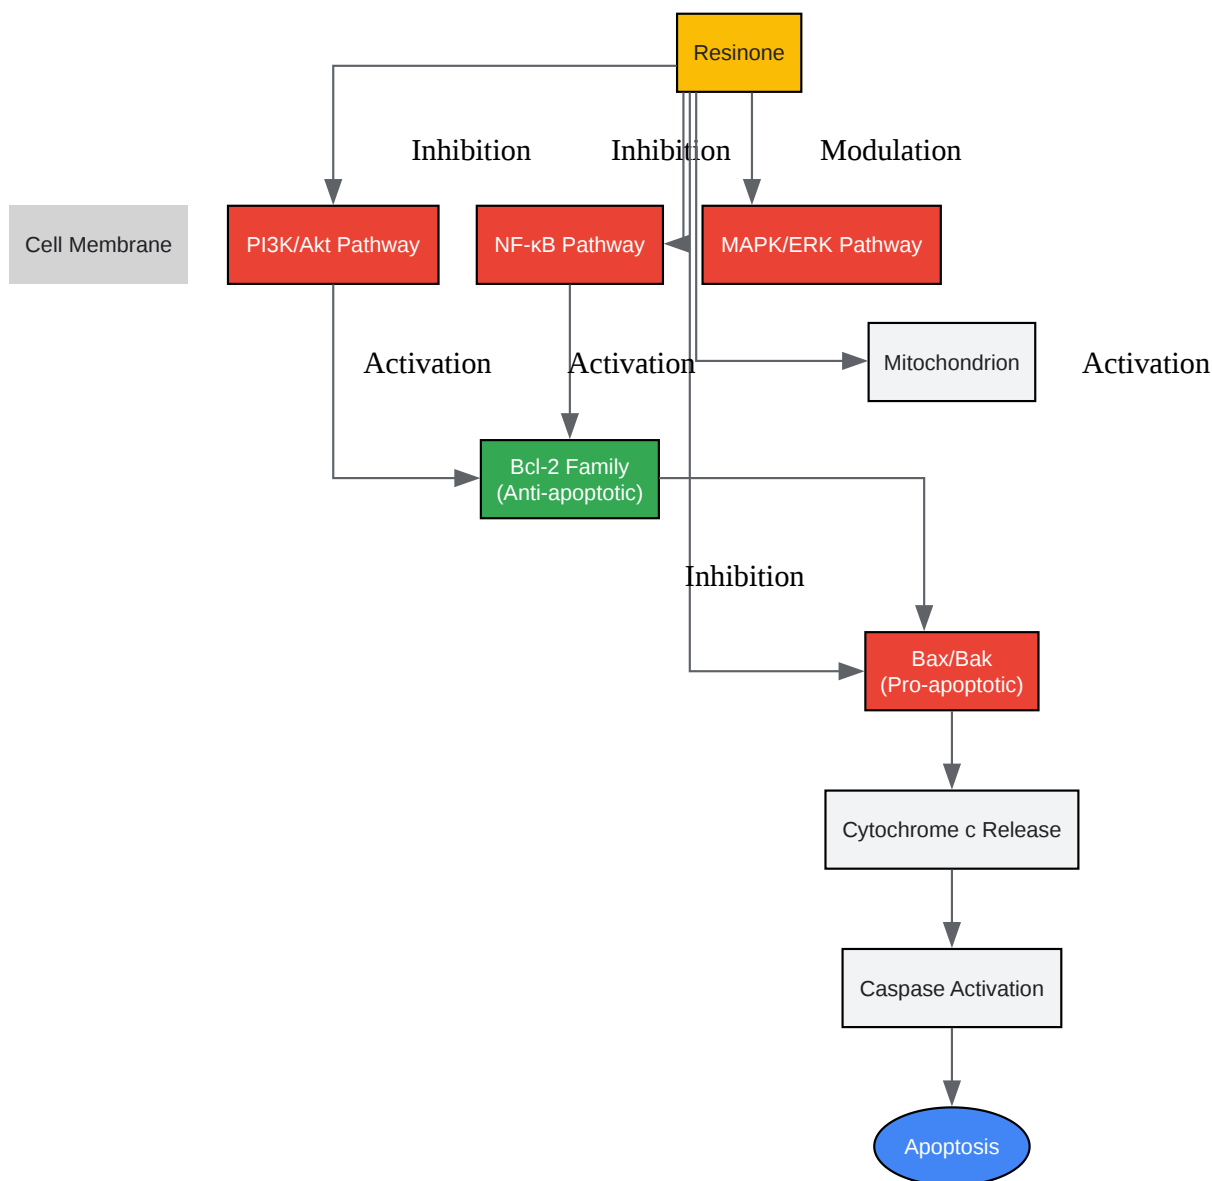 Resinone
Inhibition
Inhibition
Modulation
Cell Membrane
PI3K/Akt Pathway
NF-κB Pathway
MAPK/ERK Pathway
Activation
Activation
Mitochondrion
Activation
Bcl-2 Family
(Anti-apoptotic)
Inhibition
Bax/Bak
(Pro-apoptotic)
Cytochrome c Release
Caspase Activation
Apoptosis